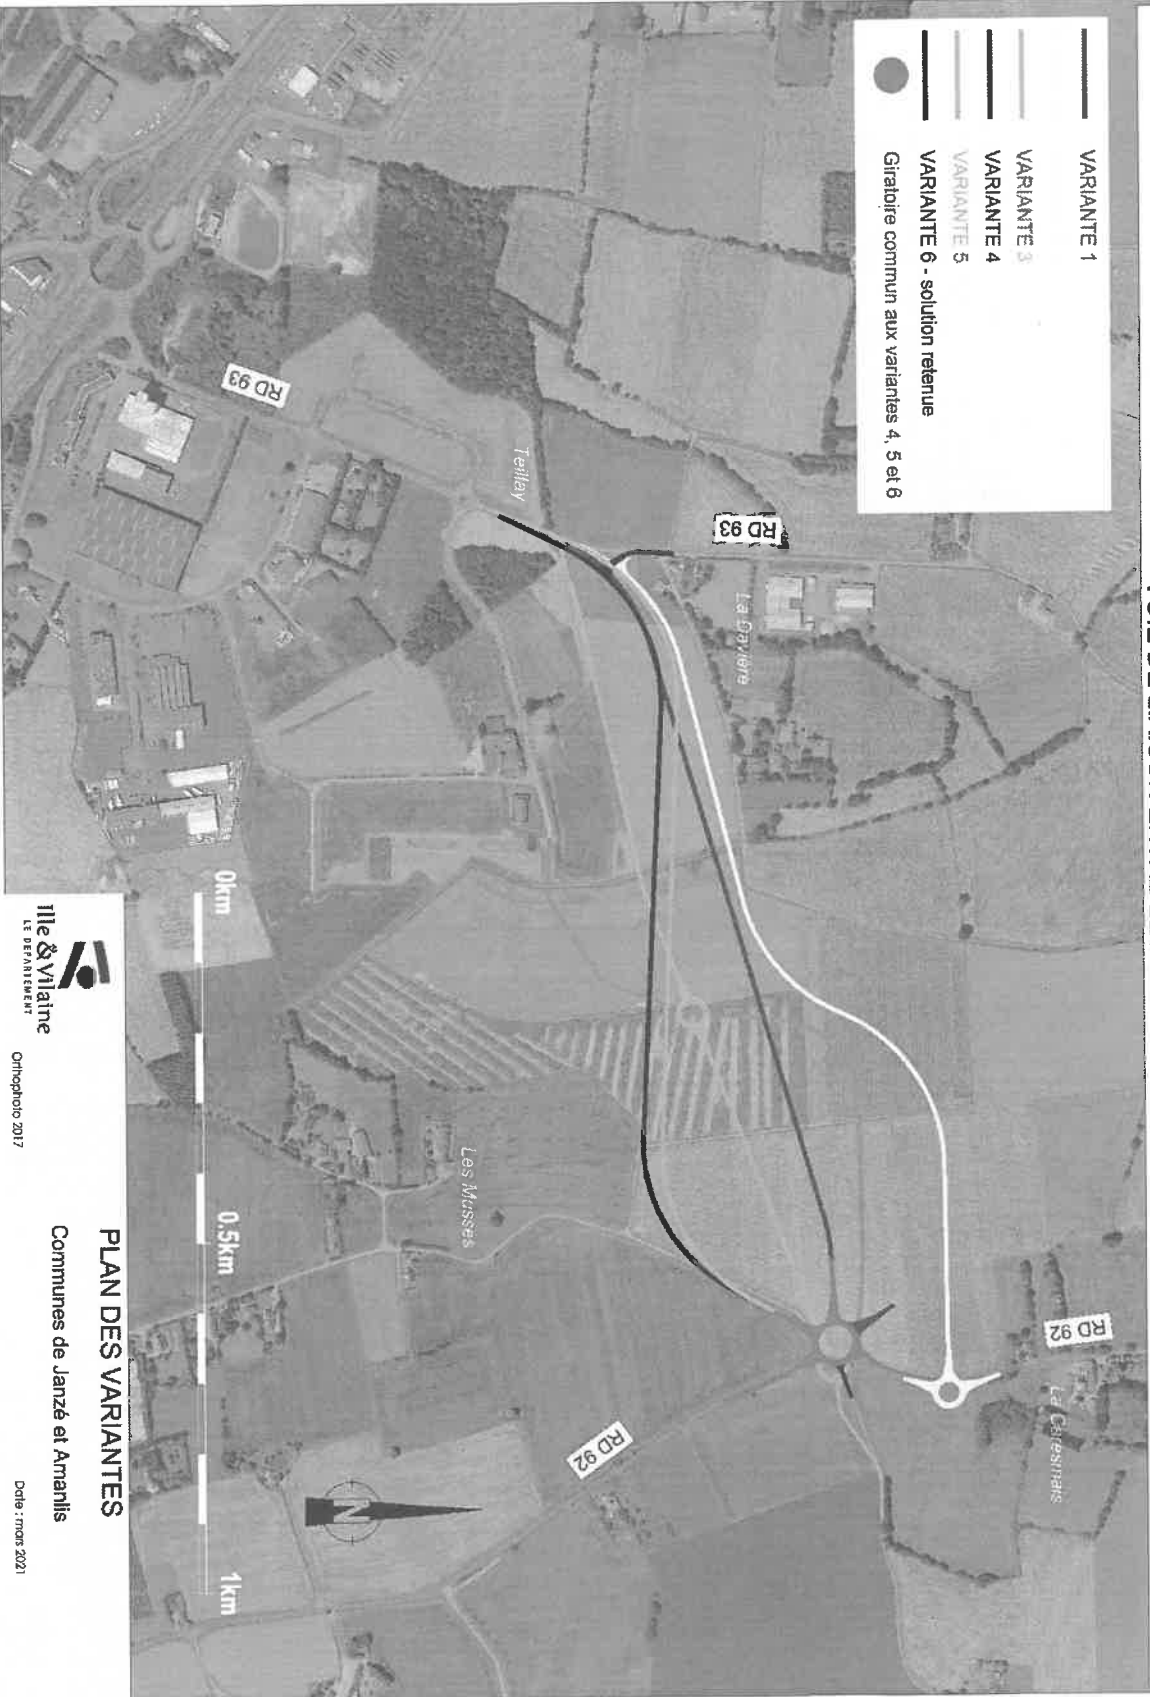 VARIANTE 1
VARIANTE 3
VARIANTE 4
VARIANTE 5
VARIANTE 6 - solution retenue
Giratoire commun aux variantes 4, 5 et 6
RD 93
Teillay
RD 93
La Davière
RD 92
La Caresmais
RD 92
Les Musses
0km
0.5km
1km
N
Ille & Vilaine
LE DEPARTEMENT
Orthophoto 2017
PLAN DES VARIANTES
Communes de Janzé et Amanlis
Date : mars 2021